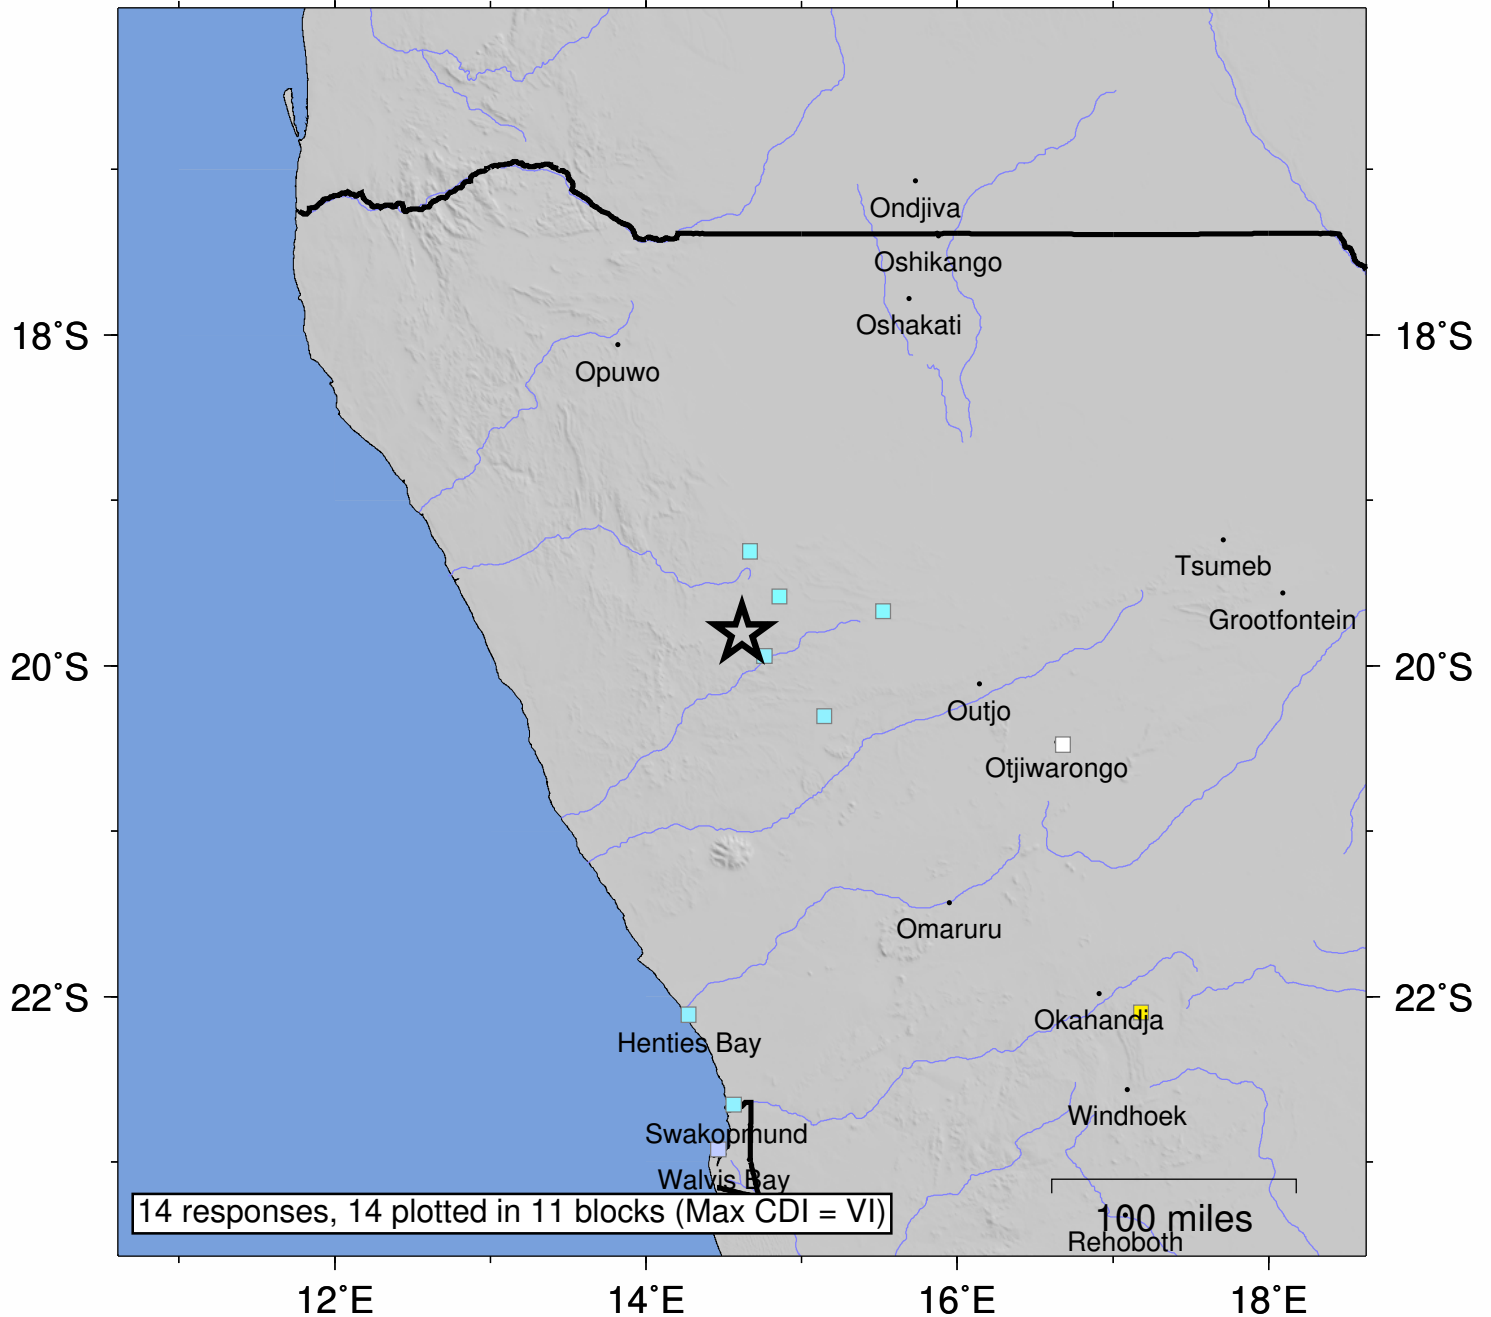 Ondjiva
Oshikango
Oshakati
18°S
18°S
Opuwo
Tsumeb
Grootfontein
20°S
20°S
Outjo
Otjiwarongo
Omaruru
22°S
22°S
Okahandja
Henties Bay
Windhoek
Swakopmund
Walvis Bay
14 responses, 14 plotted in 11 blocks (Max CDI = VI)
100 miles
Rehoboth
12°E
14°E
16°E
18°E